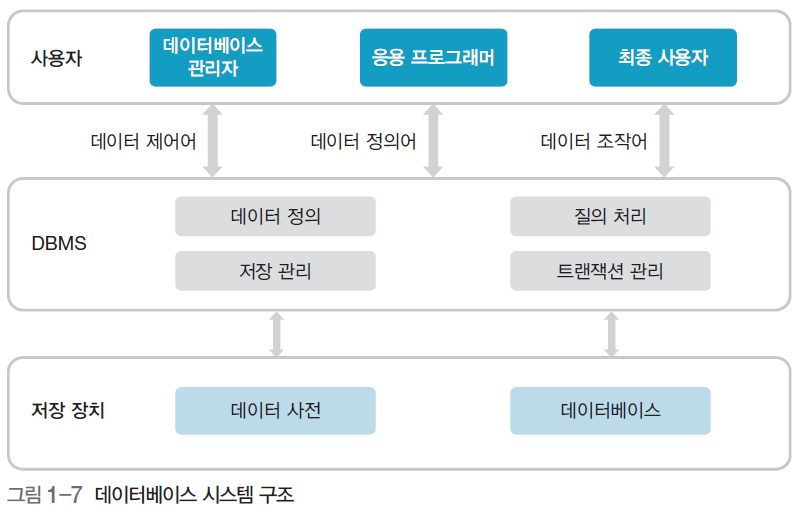 사용자
데이터베이스
관리자
응용 프로그래머
최종 사용자
데이터 제어어
데이터 정의어
데이터 조작어
DBMS
데이터 정의
질의 처리
저장 관리
트랜잭션 관리
저장 장치
데이터 사전
데이터베이스
그림 1-7 데이터베이스 시스템 구조